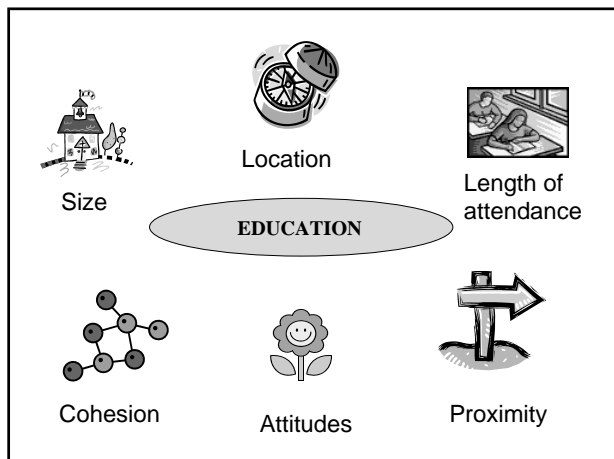 Location
Size
Length of
attendance
EDUCATION
Cohesion
Attitudes
Proximity